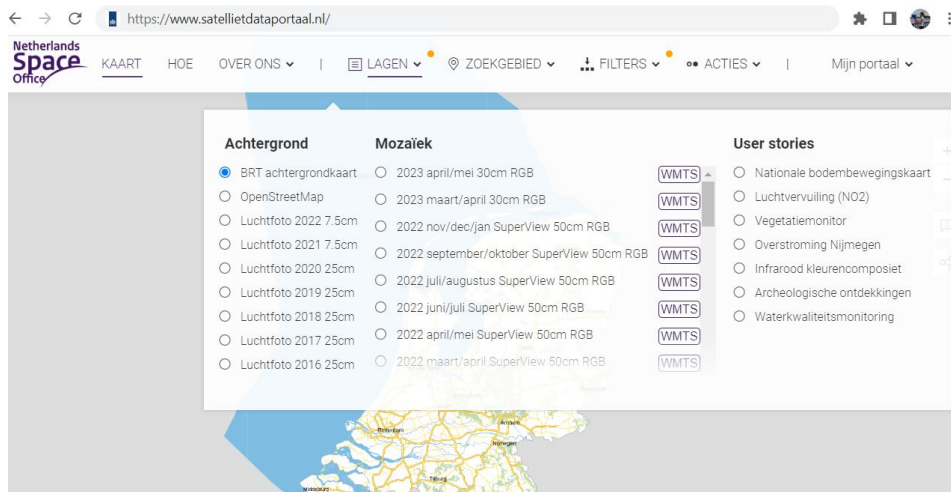 https://www.satellietdataportaal.nl/
Netherlands
Space
Office
KAART HOE OVER ONS | LAGEN ZOEKGEBIED FILTERS ACTIES | Mijn portaal
Achtergrond
BRT achtergrondkaart
OpenStreetMap
Luchtfoto 2022 7.5cm
Luchtfoto 2021 7.5cm
Luchtfoto 2020 25cm
Luchtfoto 2019 25cm
Luchtfoto 2018 25cm
Luchtfoto 2017 25cm
Luchtfoto 2016 25cm
Mozaïek
2023 april/mei 30cm RGB WMTS
2023 maart/april 30cm RGB WMTS
2022 nov/dec/jan SuperView 50cm RGB WMTS
2022 september/oktober SuperView 50cm RGB WMTS
2022 juli/augustus SuperView 50cm RGB WMTS
2022 juni/juli SuperView 50cm RGB WMTS
2022 april/mei SuperView 50cm RGB WMTS
2022 maart/april SuperView 50cm RGB WMTS
User stories
Nationale bodembewegingskaart
Luchtvervuiling (NO2)
Vegetatiemonitor
Overstroming Nijmegen
Infrarood kleurencomposiet
Archeologische ontdekkingen
Waterkwaliteitsmonitoring
Arnhem
Rotterdam
Nijmegen
Tilburg
Middelburg